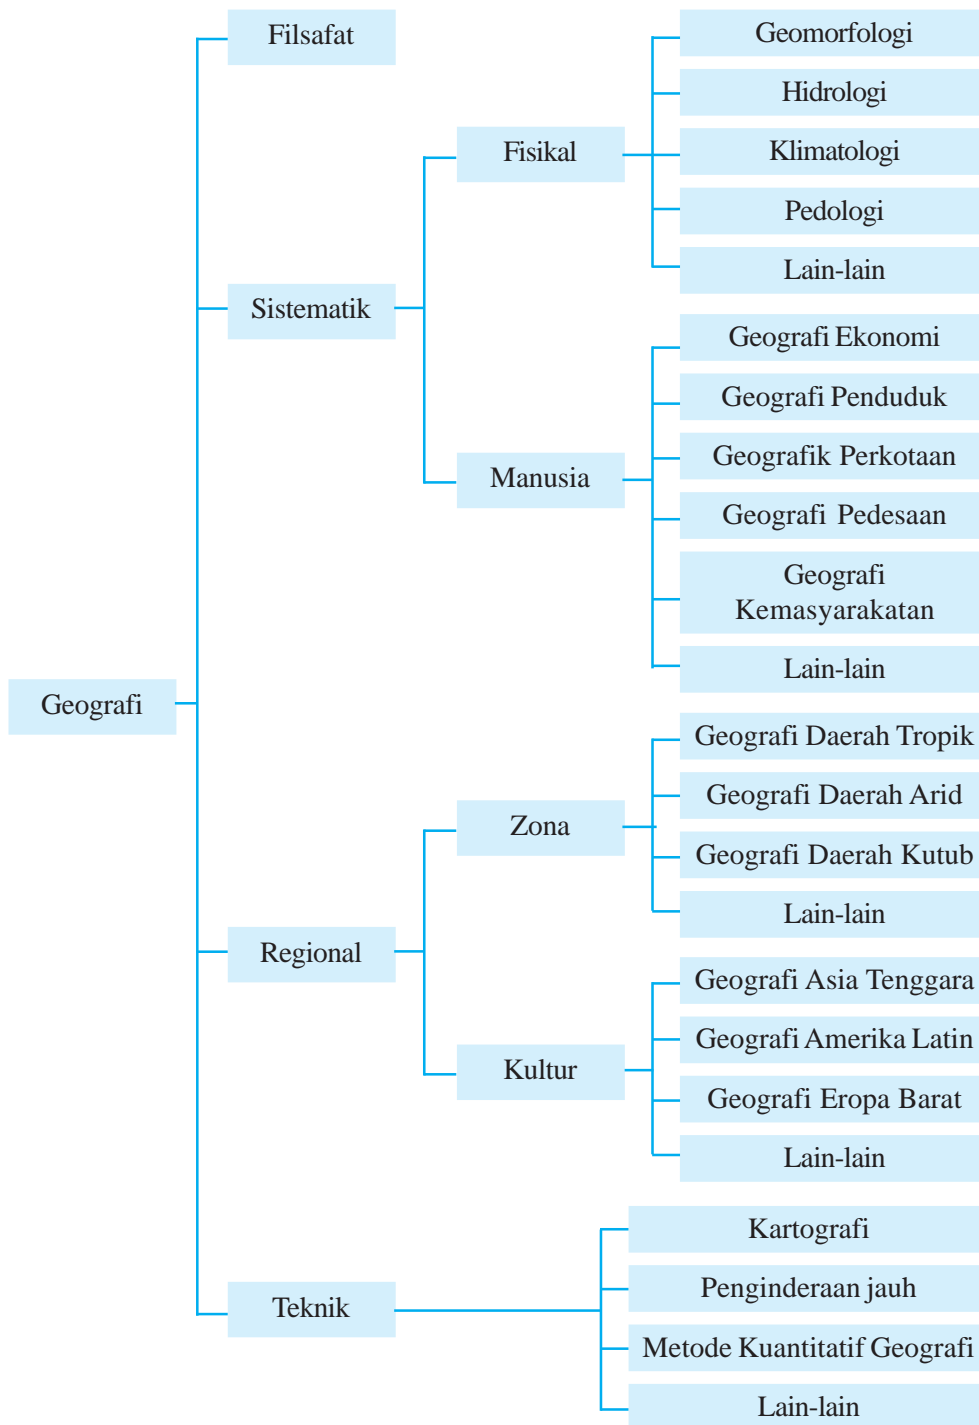 Geografi
Filsafat
Sistematik
Fisikal
Geomorfologi
Hidrologi
Klimatologi
Pedologi
Lain-lain
Manusia
Geografi Ekonomi
Geografi Penduduk
Geografik Perkotaan
Geografi Pedesaan
Geografi
Kemasyarakatan
Lain-lain
Regional
Zona
Geografi Daerah Tropik
Geografi Daerah Arid
Geografi Daerah Kutub
Lain-lain
Kultur
Geografi Asia Tenggara
Geografi Amerika Latin
Geografi Eropa Barat
Lain-lain
Teknik
Kartografi
Penginderaan jauh
Metode Kuantitatif Geografi
Lain-lain